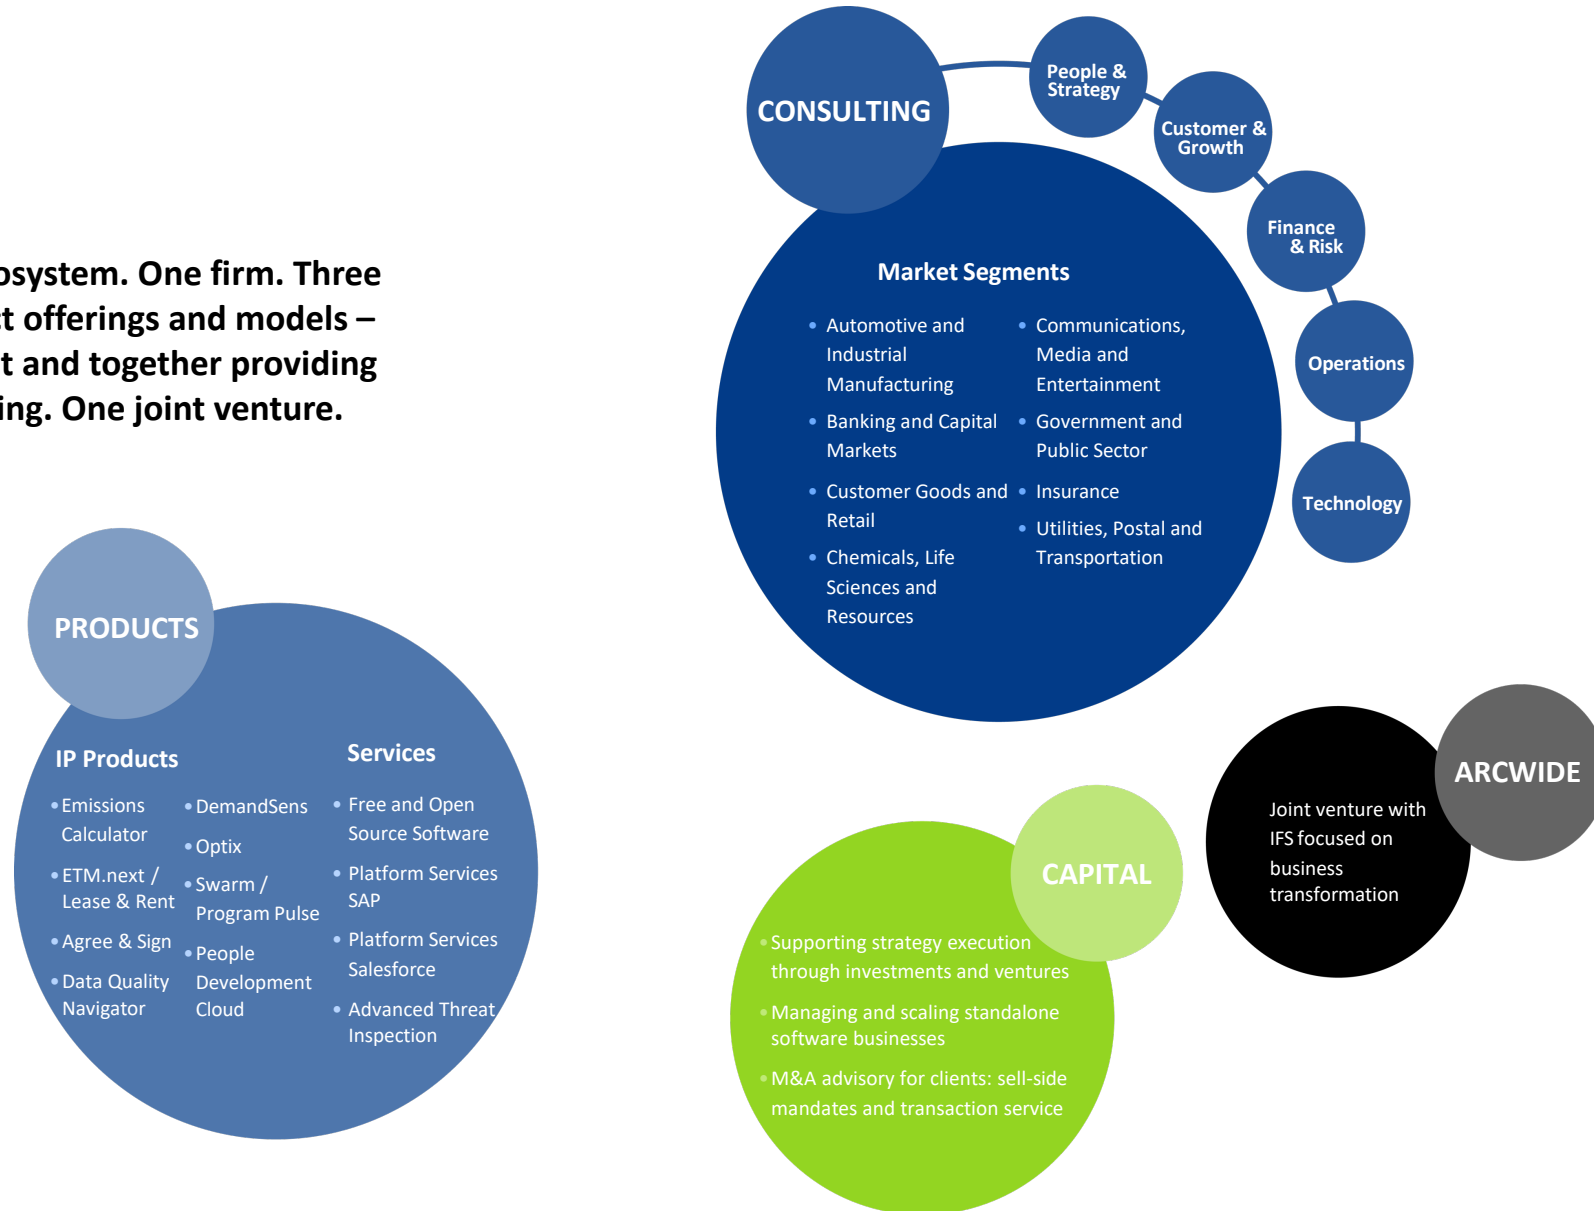 CONSULTING
People &
Strategy
Customer &
Growth
Finance
& Risk
Operations
Technology
osystem. One firm. Three
t offerings and models –
t and together providing
ing. One joint venture.
Market Segments
• Automotive and
Industrial
Manufacturing
• Banking and Capital
Markets
• Customer Goods and
Retail
• Chemicals, Life
Sciences and
Resources
• Communications,
Media and
Entertainment
• Government and
Public Sector
• Insurance
• Utilities, Postal and
Transportation
PRODUCTS
IP Products
• Emissions
Calculator
• ETM.next /
Lease & Rent
• Agree & Sign
• Data Quality
Navigator
• DemandSens
• Optix
• Swarm /
Program Pulse
• People
Development
Cloud
Services
• Free and Open
Source Software
• Platform Services
SAP
• Platform Services
Salesforce
• Advanced Threat
Inspection
CAPITAL
• Supporting strategy execution
through investments and ventures
• Managing and scaling standalone
software businesses
• M&A advisory for clients: sell-side
mandates and transaction service
ARCWIDE
Joint venture with
IFS focused on
business
transformation